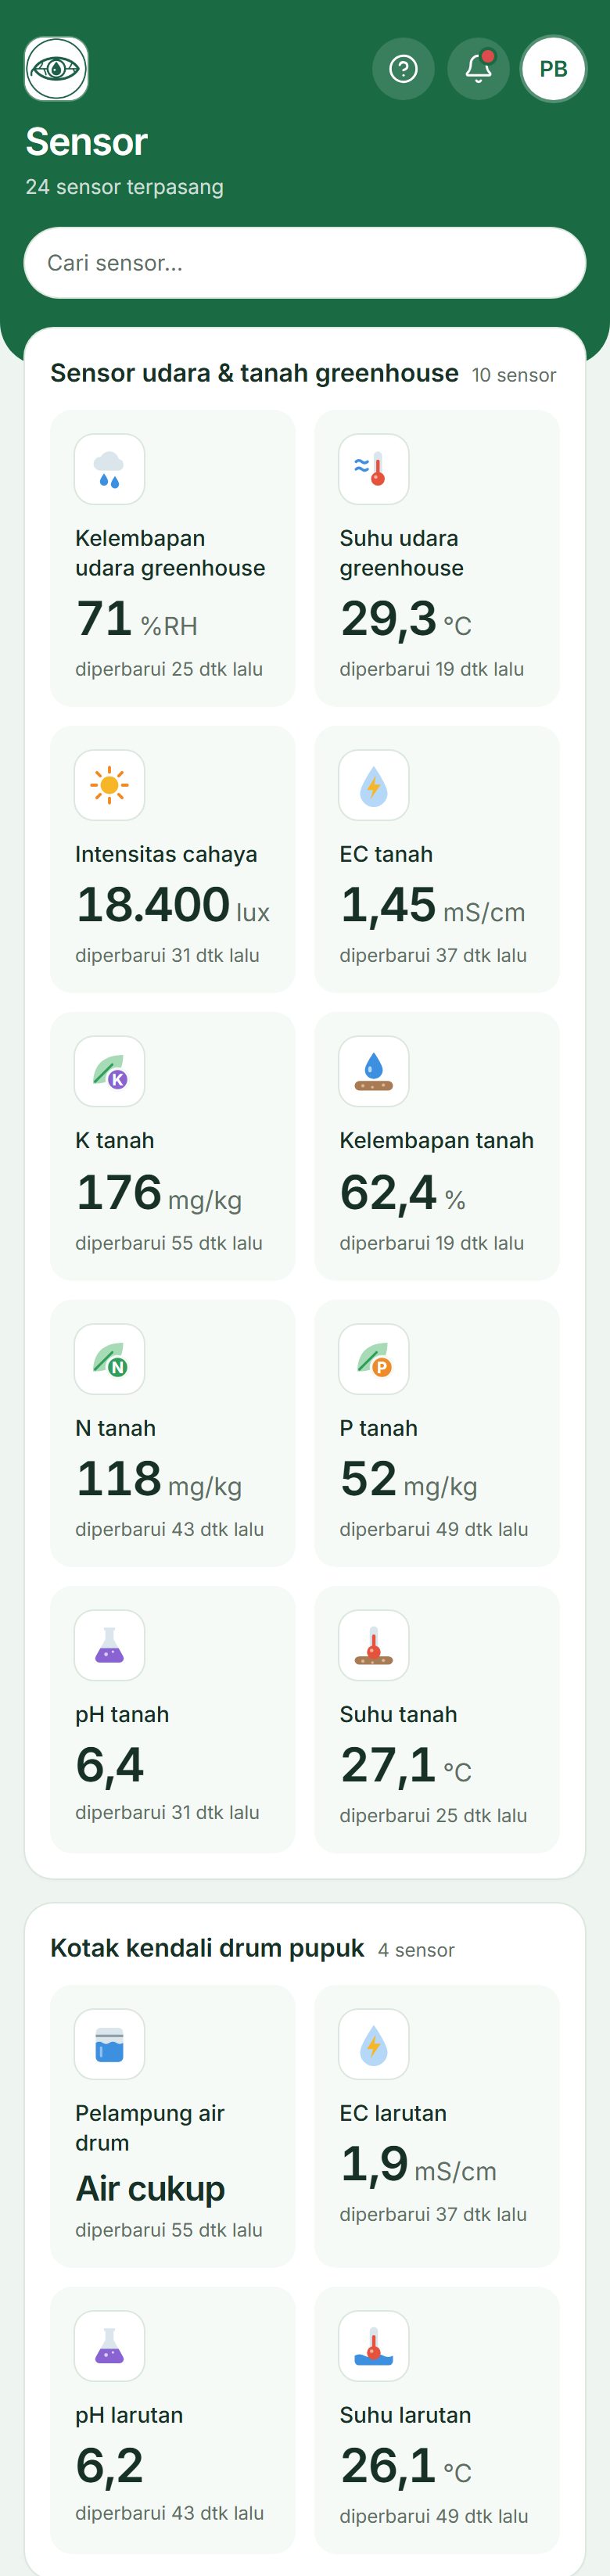 PB
Sensor
24 sensor terpasang
Cari sensor...
Sensor udara & tanah greenhouse 10 sensor
Kelembapan
udara greenhouse
71 %RH
diperbarui 25 dtk lalu
Suhu udara
greenhouse
29,3 °C
diperbarui 19 dtk lalu
Intensitas cahaya
18.400 lux
diperbarui 31 dtk lalu
EC tanah
1,45 mS/cm
diperbarui 37 dtk lalu
K
K tanah
176 mg/kg
diperbarui 55 dtk lalu
Kelembapan tanah
62,4 %
diperbarui 19 dtk lalu
N
N tanah
118 mg/kg
diperbarui 43 dtk lalu
P
P tanah
52 mg/kg
diperbarui 49 dtk lalu
pH tanah
6,4
diperbarui 31 dtk lalu
Suhu tanah
27,1 °C
diperbarui 25 dtk lalu
Kotak kendali drum pupuk 4 sensor
Pelampung air
drum
Air cukup
diperbarui 55 dtk lalu
EC larutan
1,9 mS/cm
diperbarui 37 dtk lalu
pH larutan
6,2
diperbarui 43 dtk lalu
Suhu larutan
26,1 °C
diperbarui 49 dtk lalu